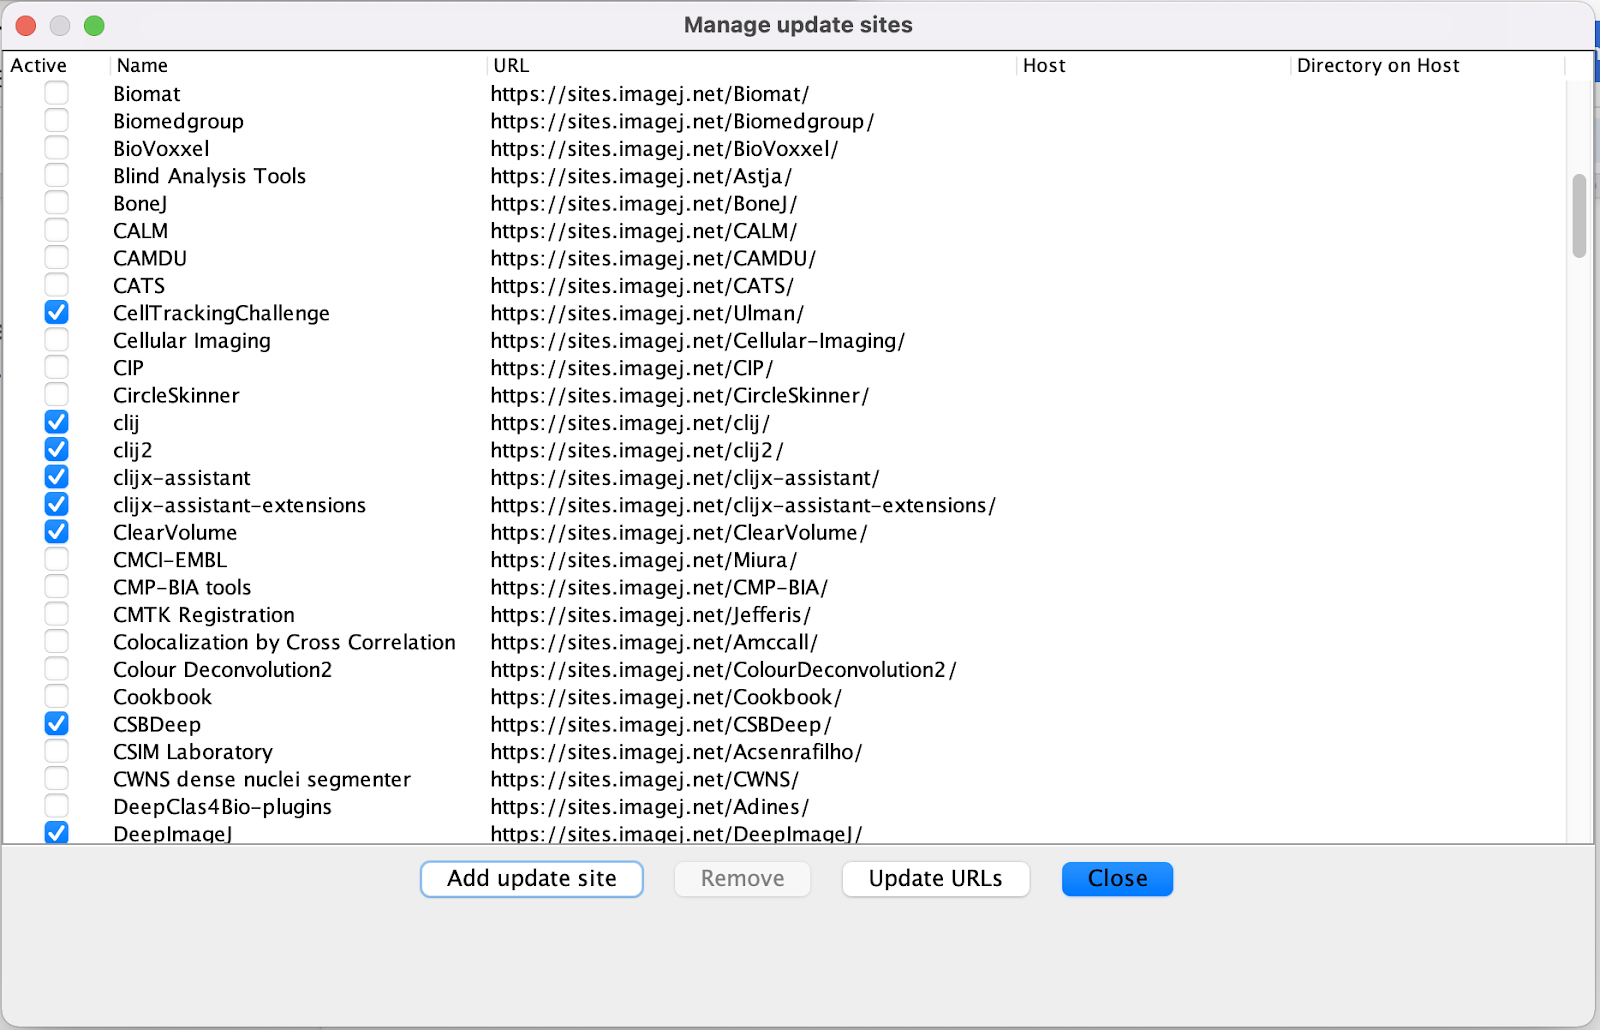 Manage update sites
Active Name URL Host Directory on Host
Biomat https://sites.imagej.net/Biomat/
Biomedgroup https://sites.imagej.net/Biomedgroup/
BioVoxxel https://sites.imagej.net/BioVoxxel/
Blind Analysis Tools https://sites.imagej.net/Astja/
BoneJ https://sites.imagej.net/BoneJ/
CALM https://sites.imagej.net/CALM/
CAMDU https://sites.imagej.net/CAMDU/
CATS https://sites.imagej.net/CATS/
CellTrackingChallenge https://sites.imagej.net/Ulman/
Cellular Imaging https://sites.imagej.net/Cellular-Imaging/
CIP https://sites.imagej.net/CIP/
CircleSkinner https://sites.imagej.net/CircleSkinner/
clij https://sites.imagej.net/clij/
clij2 https://sites.imagej.net/clij2/
clijx-assistant https://sites.imagej.net/clijx-assistant/
clijx-assistant-extensions https://sites.imagej.net/clijx-assistant-extensions/
ClearVolume https://sites.imagej.net/ClearVolume/
CMCI-EMBL https://sites.imagej.net/Miura/
CMP-BIA tools https://sites.imagej.net/CMP-BIA/
CMTK Registration https://sites.imagej.net/Jefferis/
Colocalization by Cross Correlation https://sites.imagej.net/Amccall/
Colour Deconvolution2 https://sites.imagej.net/ColourDeconvolution2/
Cookbook https://sites.imagej.net/Cookbook/
CSBDeep https://sites.imagej.net/CSBDeep/
CSIM Laboratory https://sites.imagej.net/Acsenrafilho/
CWNS dense nuclei segmenter https://sites.imagej.net/CWNS/
DeepClas4Bio-plugins https://sites.imagej.net/Adines/
DeepImageJ https://sites.imagej.net/DeepImageJ/
Add update site Remove Update URLs Close